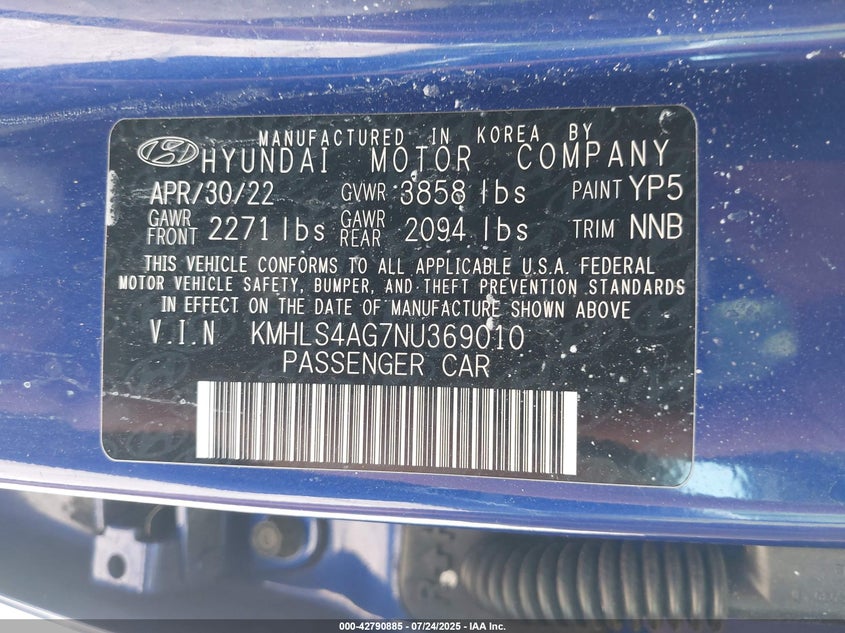 MANUFACTURED IN KOREA BY
HYUNDAI MOTOR COMPANY
APR/30/22 GVWR 3858 lbs PAINT YP5
GAWR FRONT 2271 lbs GAWR REAR 2094 lbs TRIM NNB
THIS VEHICLE CONFORMS TO ALL APPLICABLE U.S.A. FEDERAL
MOTOR VEHICLE SAFETY, BUMPER, AND THEFT PREVENTION STANDARDS
IN EFFECT ON THE DATE OF MANUFACTURE SHOWN ABOVE
V.I.N KMHLS4AG7NU369010
PASSENGER CAR
000-42790885 - 07/24/2025 - IAA Inc.